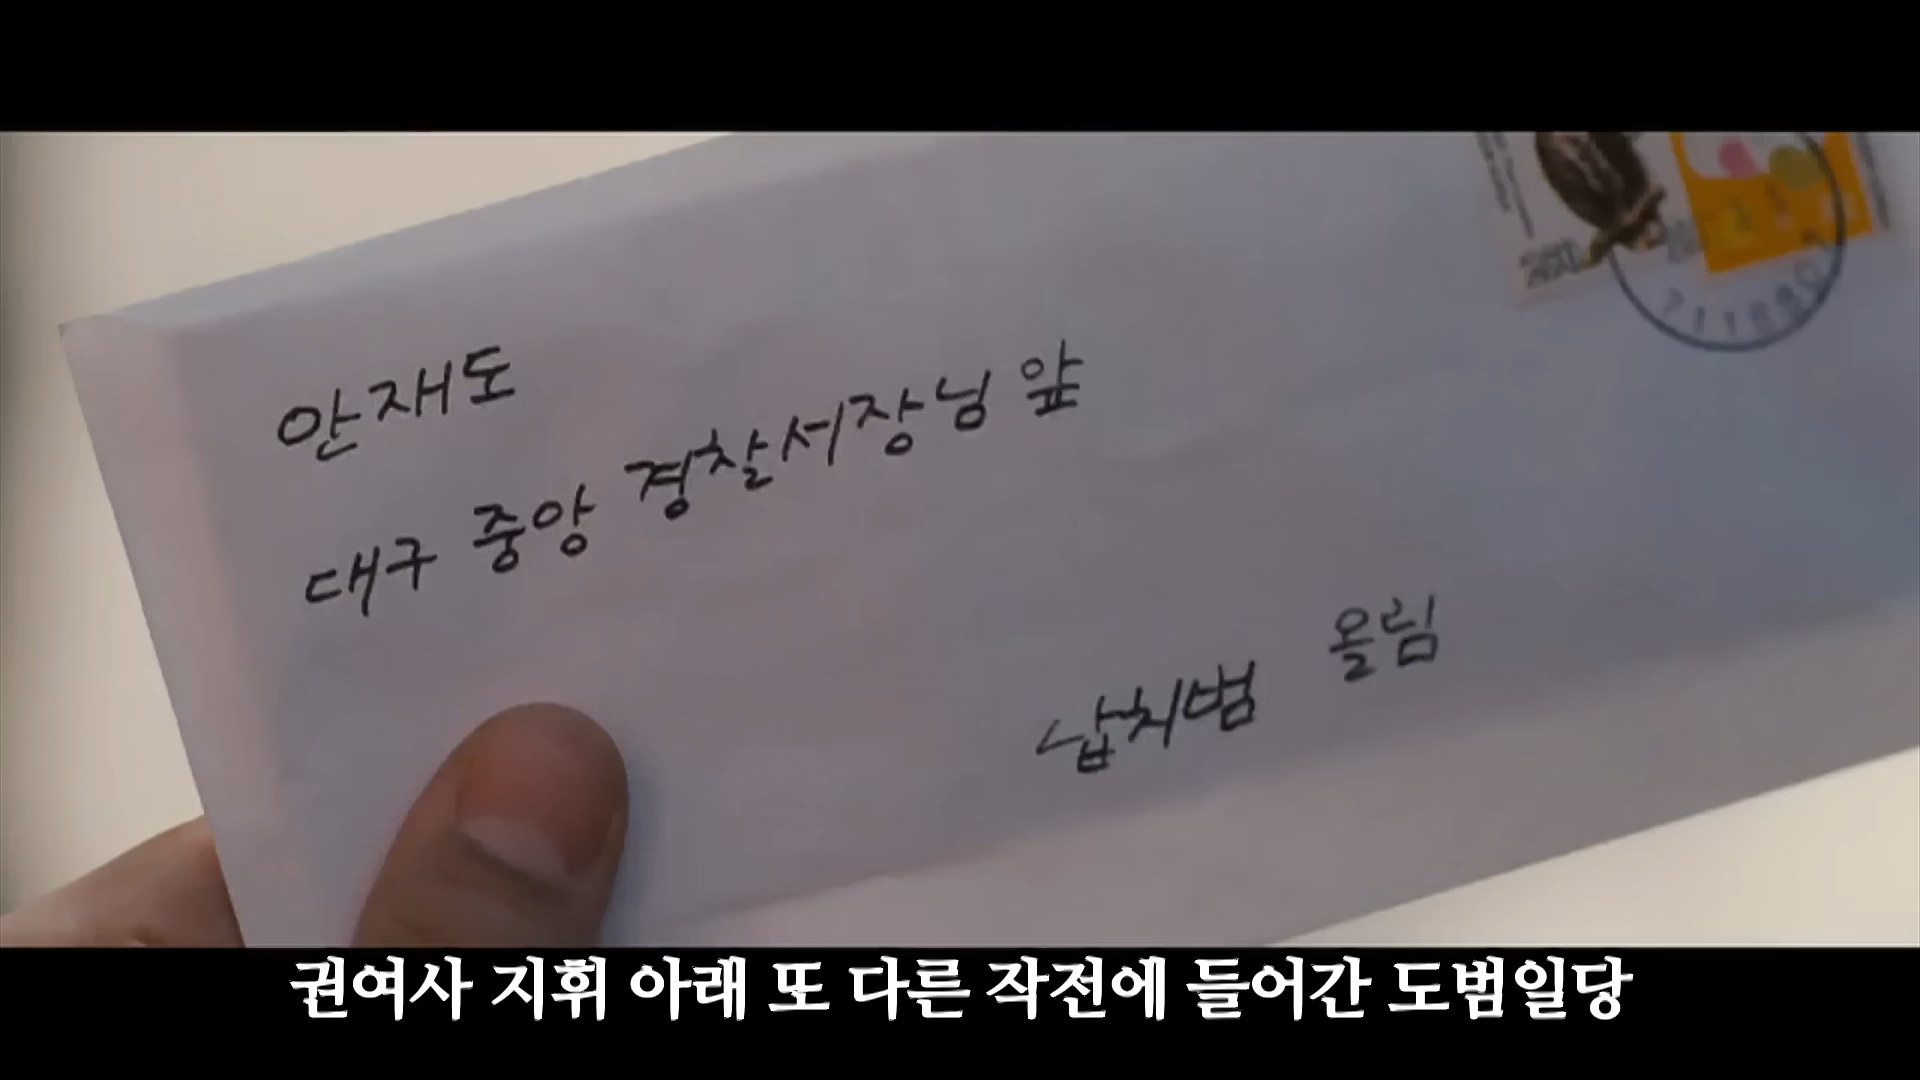 안재도
대구 중앙 경찰서장님 앞
납치범 올림
권여사 지휘 아래 또 다른 작전에 들어간 도범일당